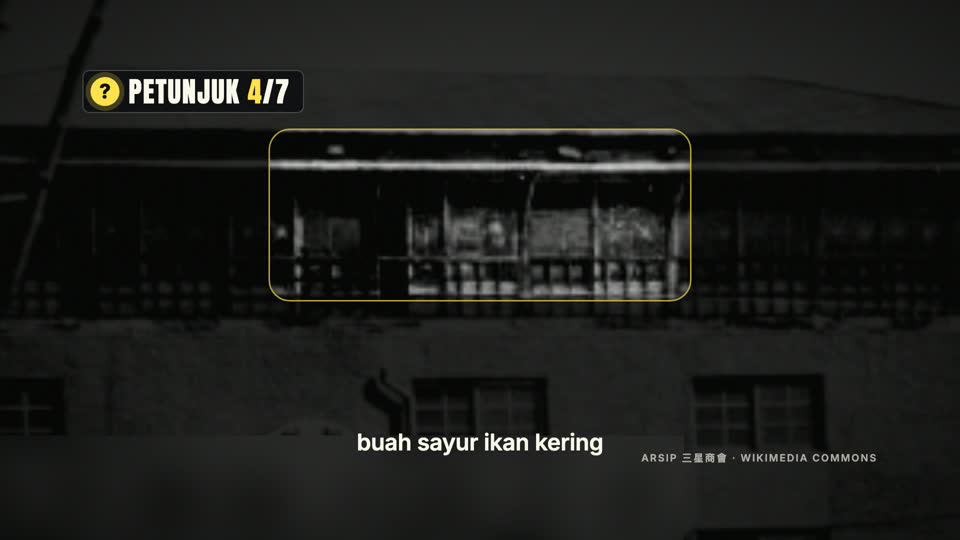 ? PETUNJUK 4/7
buah sayur ikan kering
ARSIP 三星商會 · WIKIMEDIA COMMONS